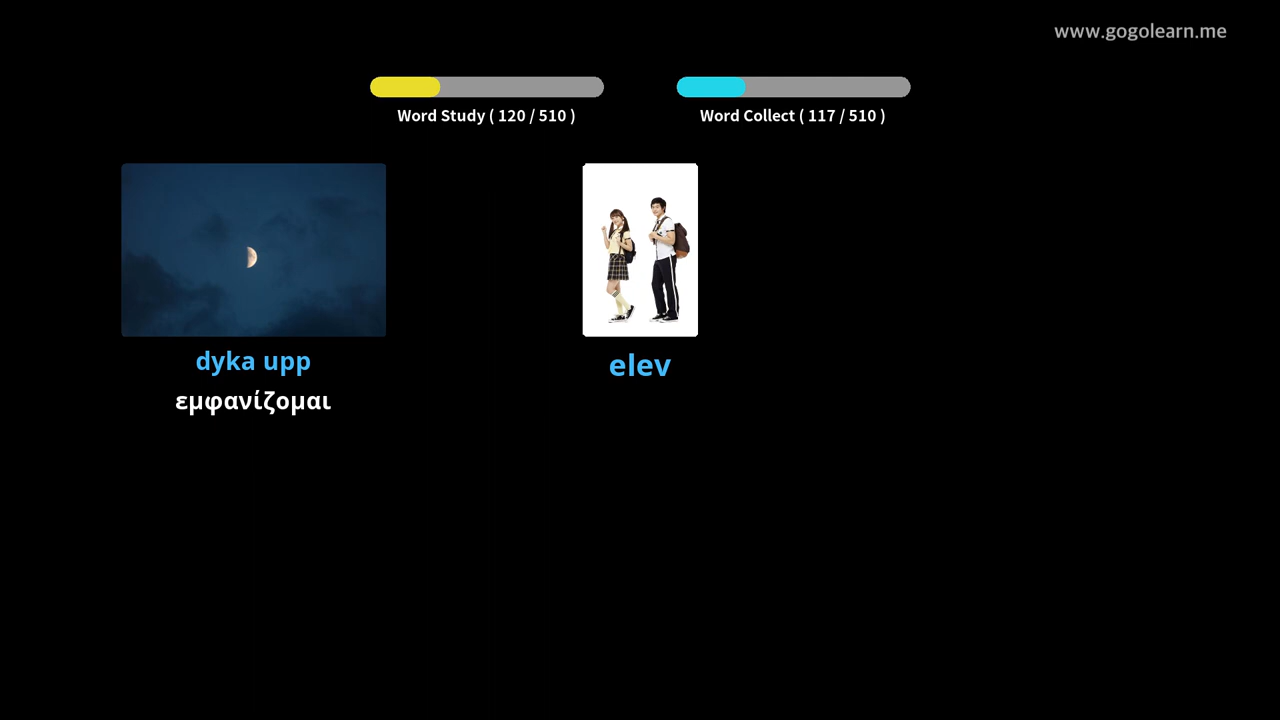 www.gogolearn.me
Word Study ( 120 / 510 )
Word Collect ( 117 / 510 )
dyka upp
εμφανίζομαι
elev